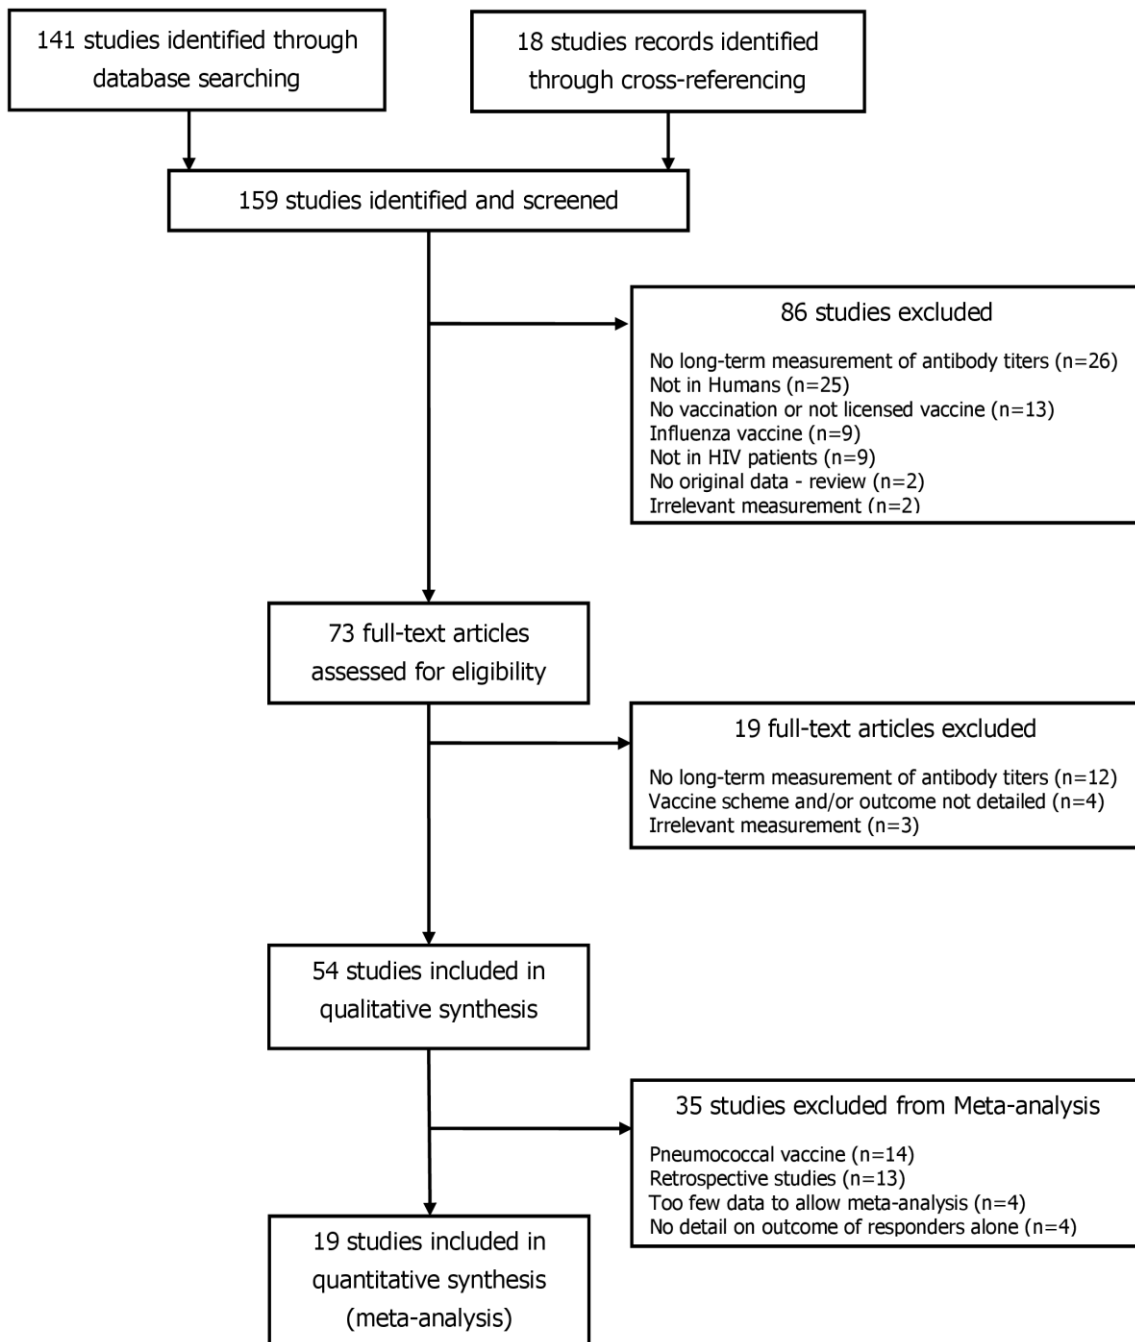 141 studies identified through
database searching
18 studies records identified
through cross-referencing
159 studies identified and screened
86 studies excluded
No long-term measurement of antibody titers (n=26)
Not in Humans (n=25)
No vaccination or not licensed vaccine (n=13)
Influenza vaccine (n=9)
Not in HIV patients (n=9)
No original data - review (n=2)
Irrelevant measurement (n=2)
73 full-text articles
assessed for eligibility
19 full-text articles excluded
No long-term measurement of antibody titers (n=12)
Vaccine scheme and/or outcome not detailed (n=4)
Irrelevant measurement (n=3)
54 studies included in
qualitative synthesis
35 studies excluded from Meta-analysis
Pneumococcal vaccine (n=14)
Retrospective studies (n=13)
Too few data to allow meta-analysis (n=4)
No detail on outcome of responders alone (n=4)
19 studies included in
quantitative synthesis
(meta-analysis)